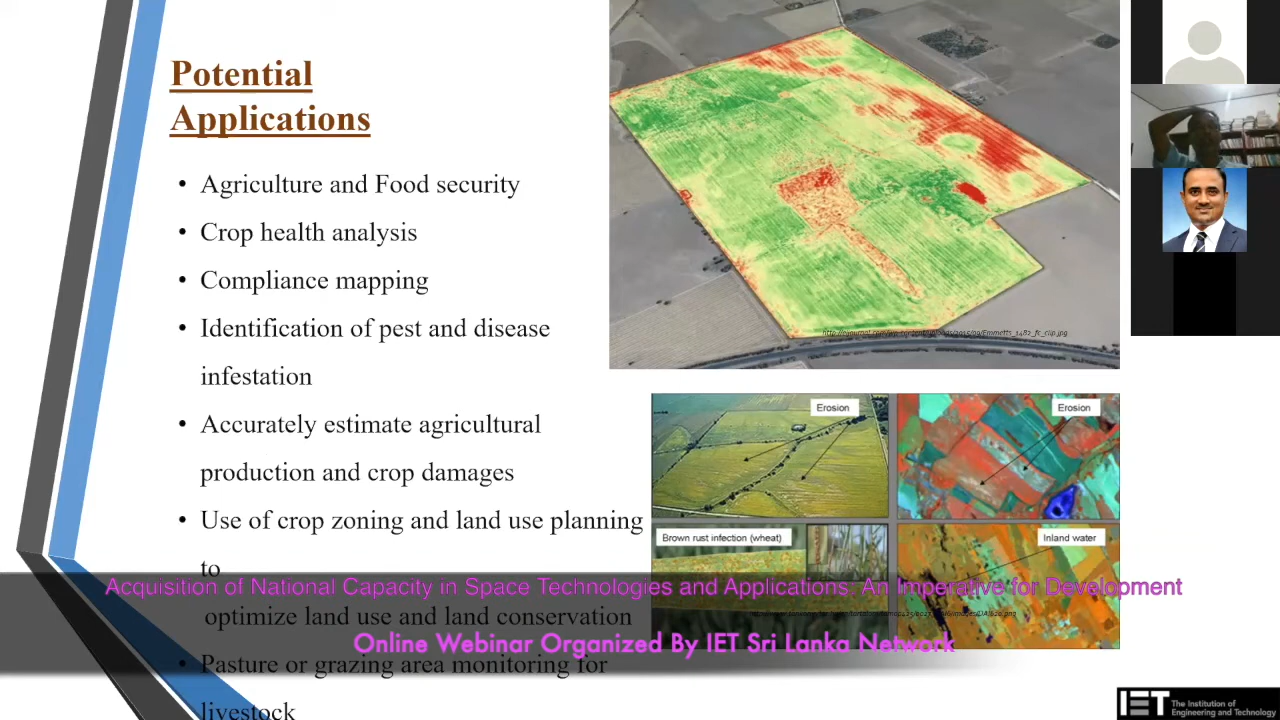 Potential
Applications
• Agriculture and Food security
• Crop health analysis
• Compliance mapping
• Identification of pest and disease
infestation
• Accurately estimate agricultural
production and crop damages
• Use of crop zoning and land use planning
to
optimize land use and land conservation
• Pasture or grazing area monitoring for
livestock
Erosion
Erosion
Brown rust infection (wheat)
Inland water
Acquisition of National Capacity in Space Technologies and Applications: An Imperative for Development
Online Webinar Organized By IET Sri Lanka Network
IET
The Institution of
Engineering and Technology